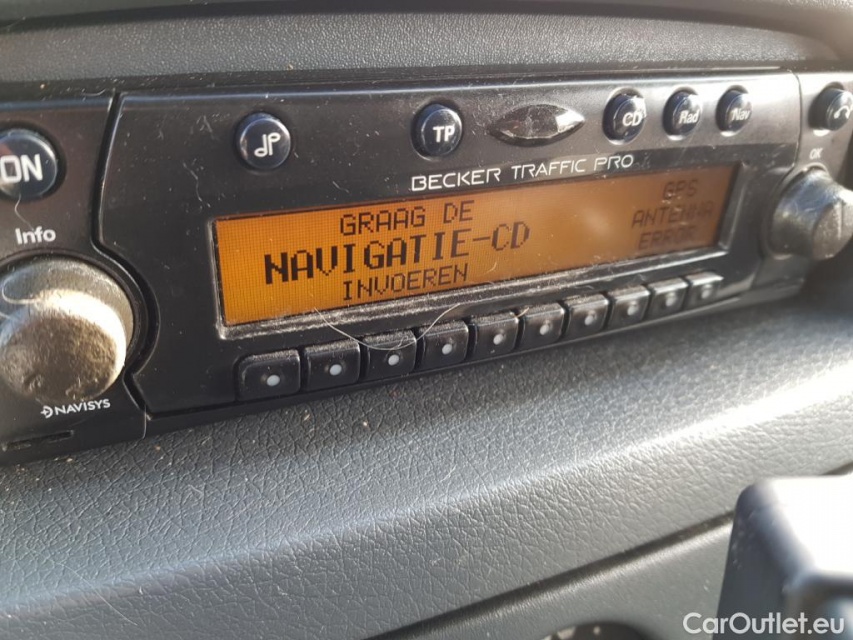 TP
CD
Rad
Nav
ON
BECKER TRAFFIC PRO
OK
Info
GRAAG DE
NAVIGATIE-CD
INVOEREN
GPS
ANTENNA
ERROR
NAVISYS
CarOutlet.eu